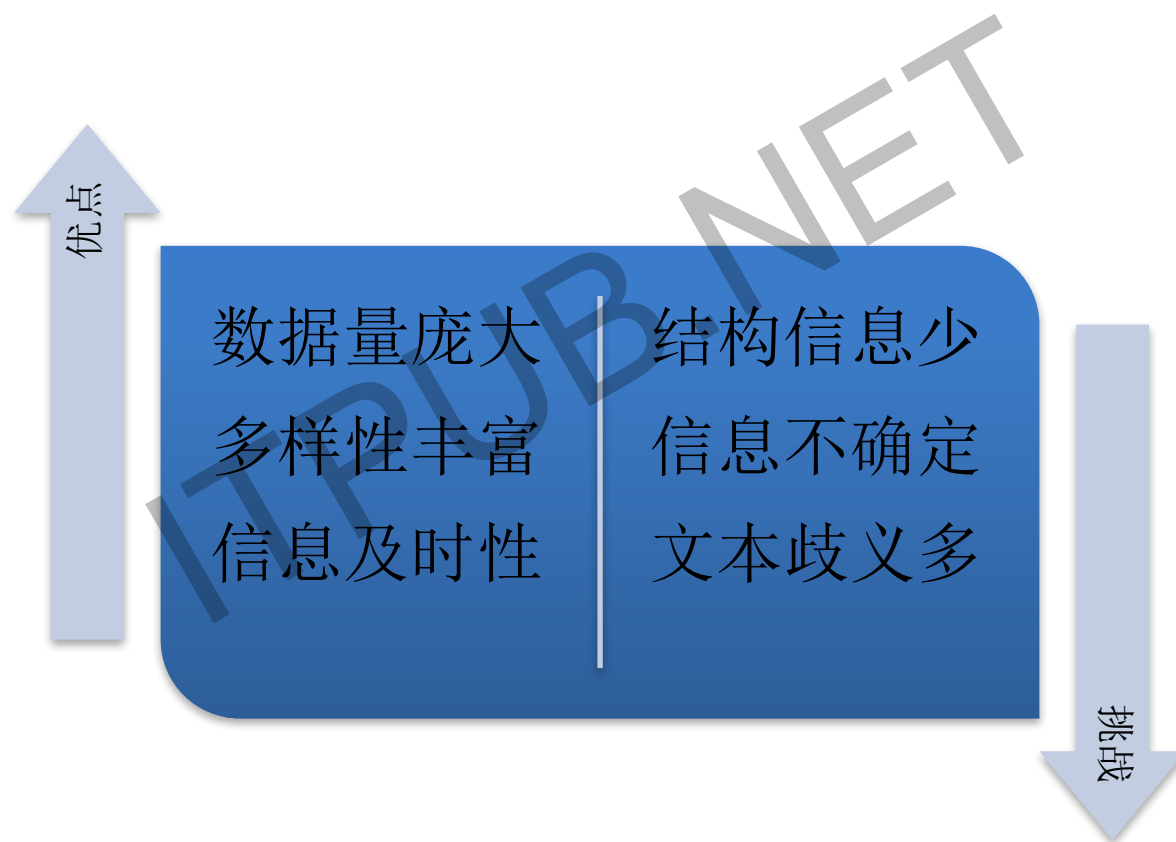 优点
数据量庞大
多样性丰富
信息及时性
结构信息少
信息不确定
文本歧义多
挑战
ITPUB.NET